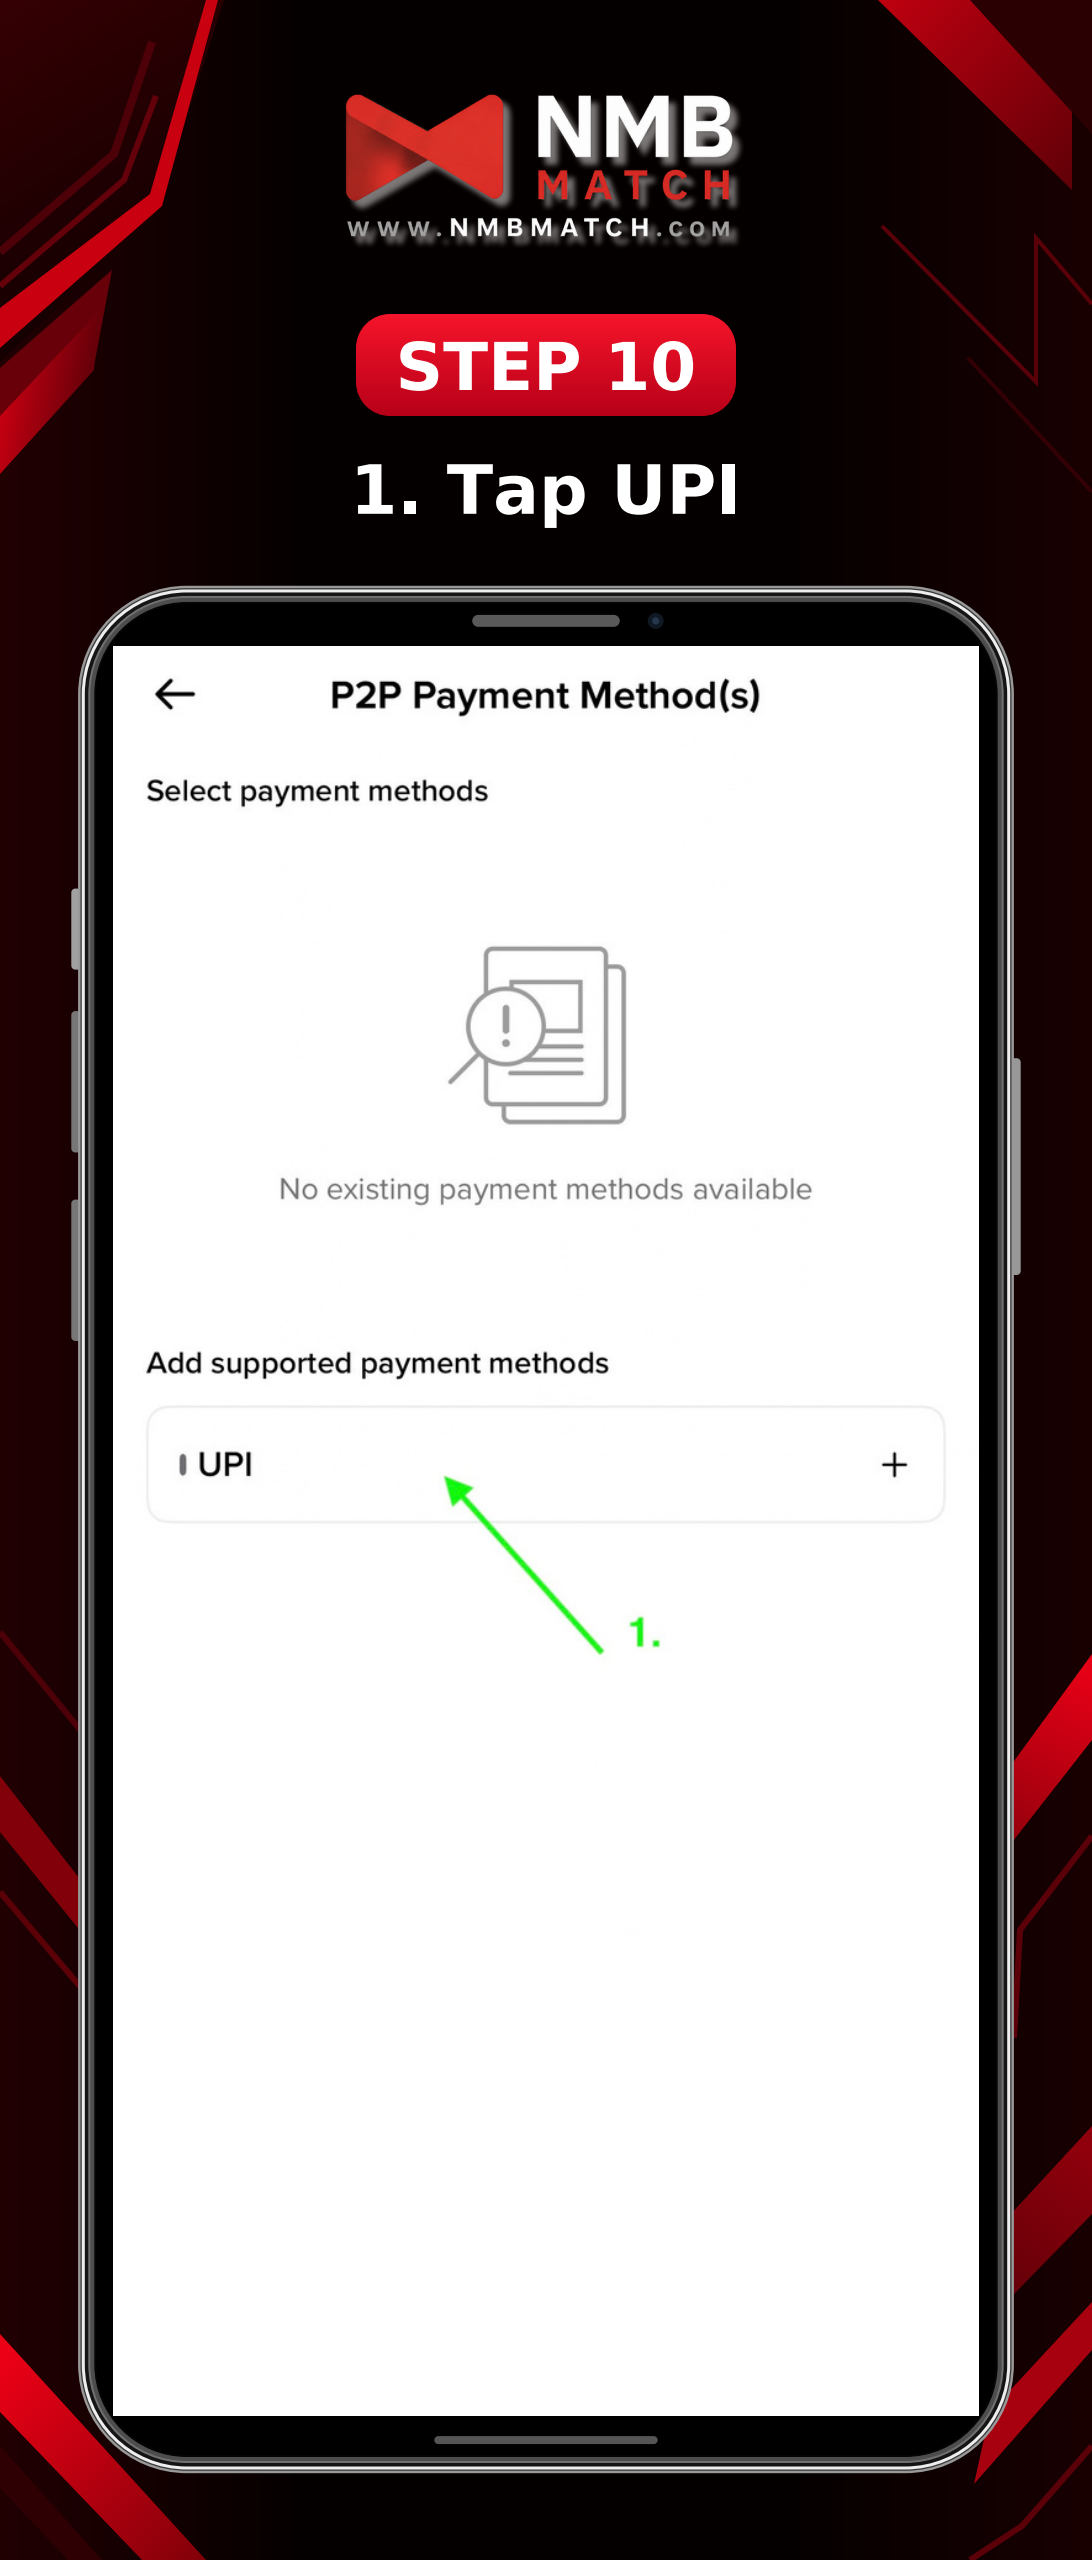 NMB
MATCH
www.NMBMATCH.com
STEP 10
1. Tap UPI
P2P Payment Method(s)
Select payment methods
No existing payment methods available
Add supported payment methods
UPI
1.